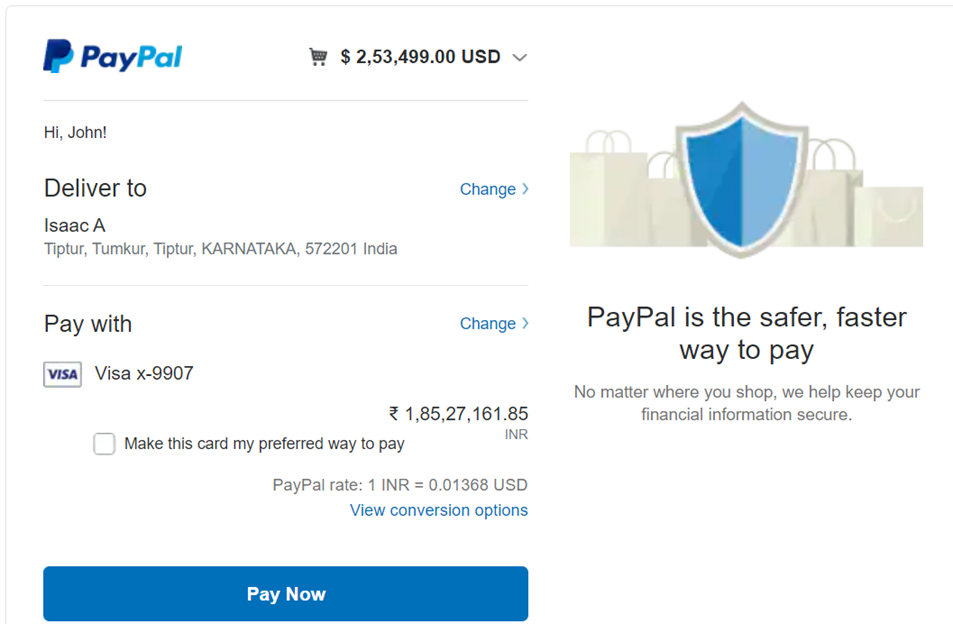 PayPal
$ 2,53,499.00 USD
Hi, John!
Deliver to
Change
Isaac A
Tiptur, Tumkur, Tiptur, KARNATAKA, 572201 India
Pay with
Change
VISA
Visa x-9907
₹ 1,85,27,161.85
INR
Make this card my preferred way to pay
PayPal rate: 1 INR = 0.01368 USD
View conversion options
Pay Now
PayPal is the safer, faster
way to pay
No matter where you shop, we help keep your
financial information secure.